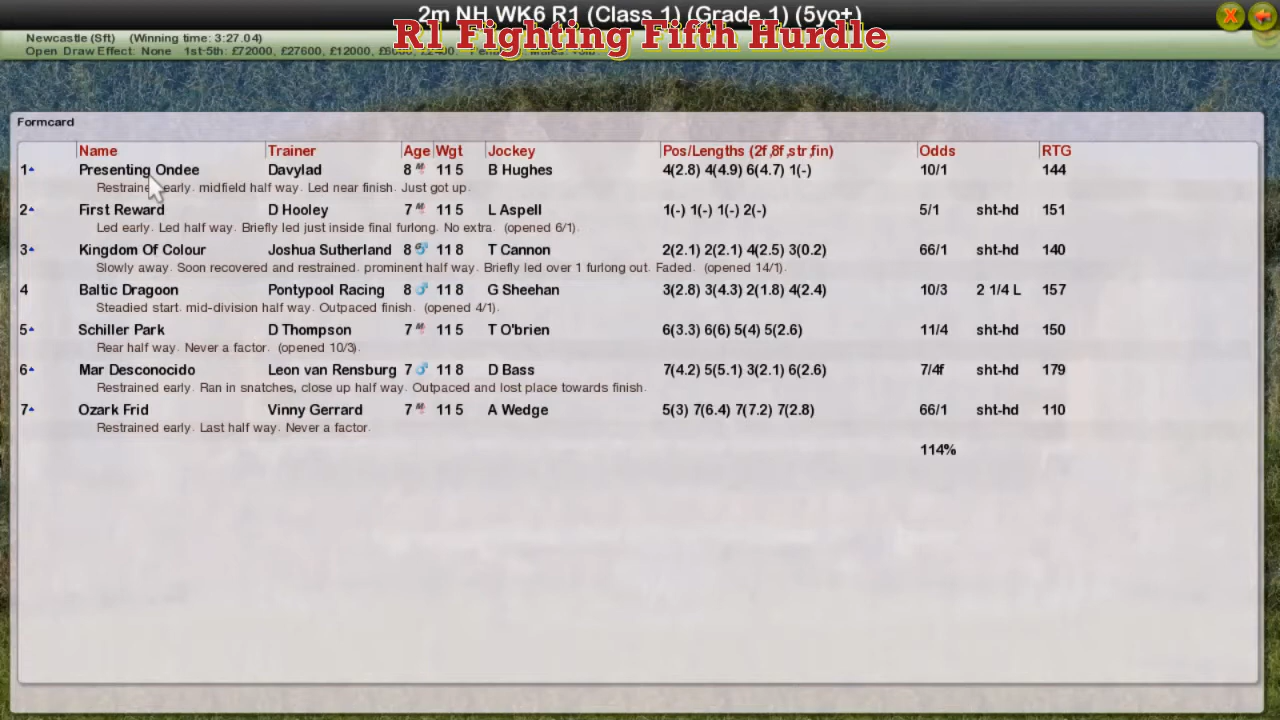 2m NH WK6 R1 (Class 1) (Grade 1) (5yo+)
R1 Fighting Fifth Hurdle
Newcastle (Sft) (Winning time: 3:27.04)
Open Draw Effect: None 1st-5th: £72000, £27600, £12000,
Formcard
Name Trainer Age Wgt Jockey Pos/Lengths (2f,8f,str,fin) Odds RTG
1 Presenting Ondee Davylad 8 11 5 B Hughes 4(2.8) 4(4.9) 6(4.7) 1(-) 10/1 144
Restrained early. midfield half way. Led near finish. Just got up.
2 First Reward D Hooley 7 11 5 L Aspell 1(-) 1(-) 1(-) 2(-) 5/1 sht-hd 151
Led early. Led half way. Briefly led just inside final furlong. No extra. (opened 6/1).
3 Kingdom Of Colour Joshua Sutherland 8 11 8 T Cannon 2(2.1) 2(2.1) 4(2.5) 3(0.2) 66/1 sht-hd 140
Slowly away. Soon recovered and restrained. prominent half way. Briefly led over 1 furlong out. Faded. (opened 14/1).
4 Baltic Dragoon Pontypool Racing 8 11 8 G Sheehan 3(2.8) 3(4.3) 2(1.8) 4(2.4) 10/3 2 1/4 L 157
Steadied start. mid-division half way. Outpaced finish. (opened 4/1).
5 Schiller Park D Thompson 7 11 5 T O'brien 6(3.3) 6(6) 5(4) 5(2.6) 11/4 sht-hd 150
Rear half way. Never a factor. (opened 10/3).
6 Mar Desconocido Leon van Rensburg 7 11 8 D Bass 7(4.2) 5(5.1) 3(2.1) 6(2.6) 7/4f sht-hd 179
Restrained early. Ran in snatches, close up half way. Outpaced and lost place towards finish.
7 Ozark Frid Vinny Gerrard 7 11 5 A Wedge 5(3) 7(6.4) 7(7.2) 7(2.8) 66/1 sht-hd 110
Restrained early. Last half way. Never a factor.
114%